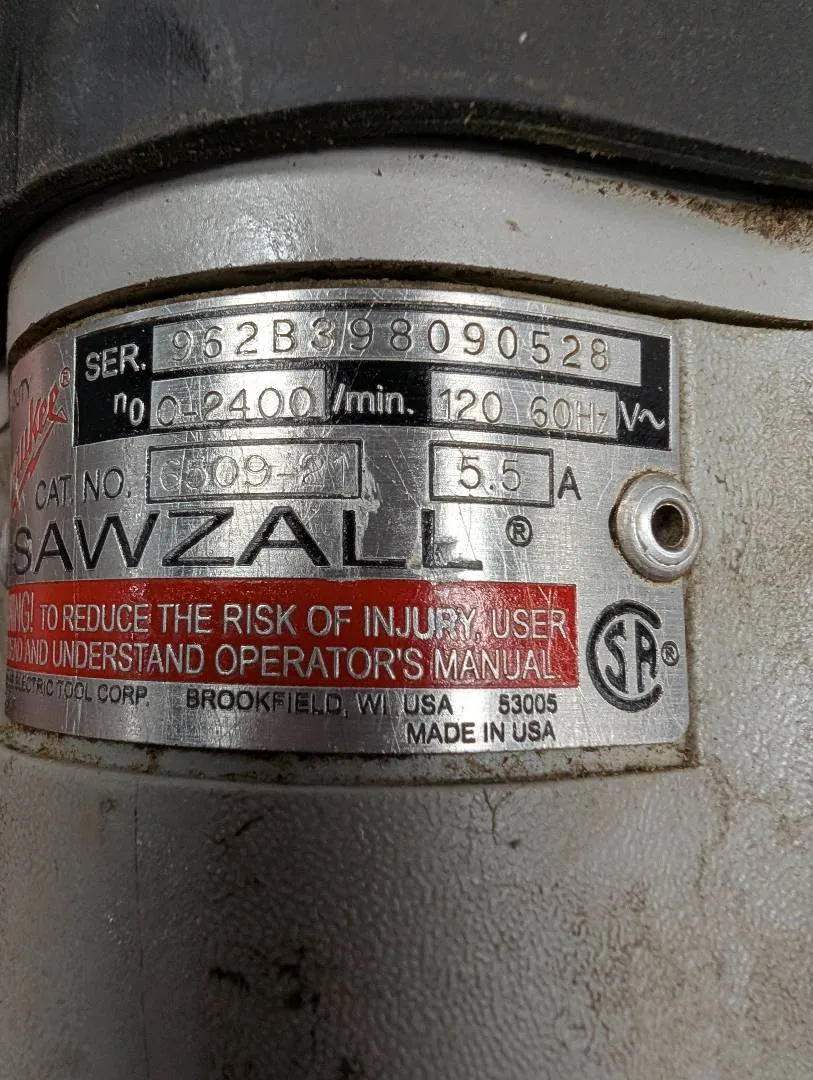 SER. 962B398090528
n0 0-2400 /min. 120 60Hz V~
CAT. NO. 6509-21 5.5 A
SAWZALL ®
TO REDUCE THE RISK OF INJURY, USER
AND UNDERSTAND OPERATOR'S MANUAL
ELECTRIC TOOL CORP. BROOKFIELD, WI USA 53005
MADE IN USA
SA ®